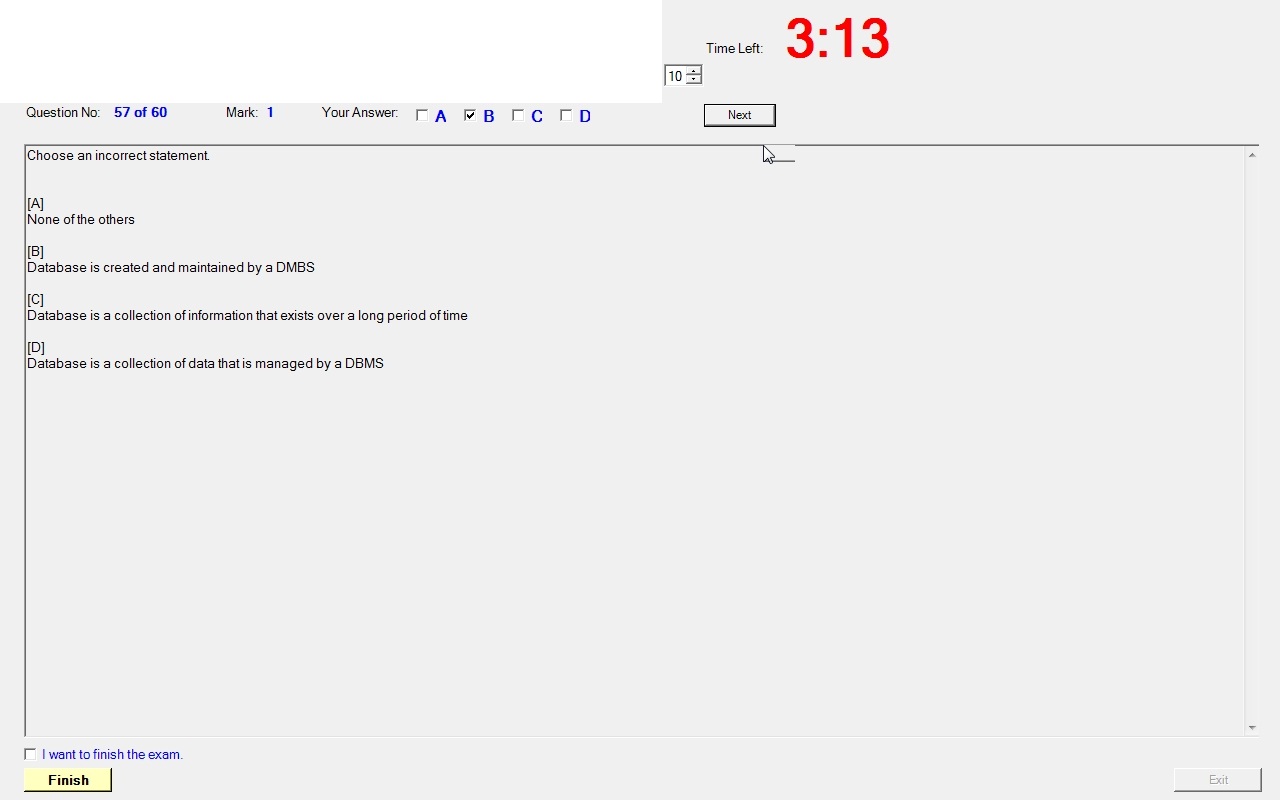 Time Left: 3:13
10
Question No: 57 of 60 Mark: 1 Your Answer: A B C D Next
Choose an incorrect statement.
[A]
None of the others
[B]
Database is created and maintained by a DMBS
[C]
Database is a collection of information that exists over a long period of time
[D]
Database is a collection of data that is managed by a DBMS
I want to finish the exam.
Finish Exit